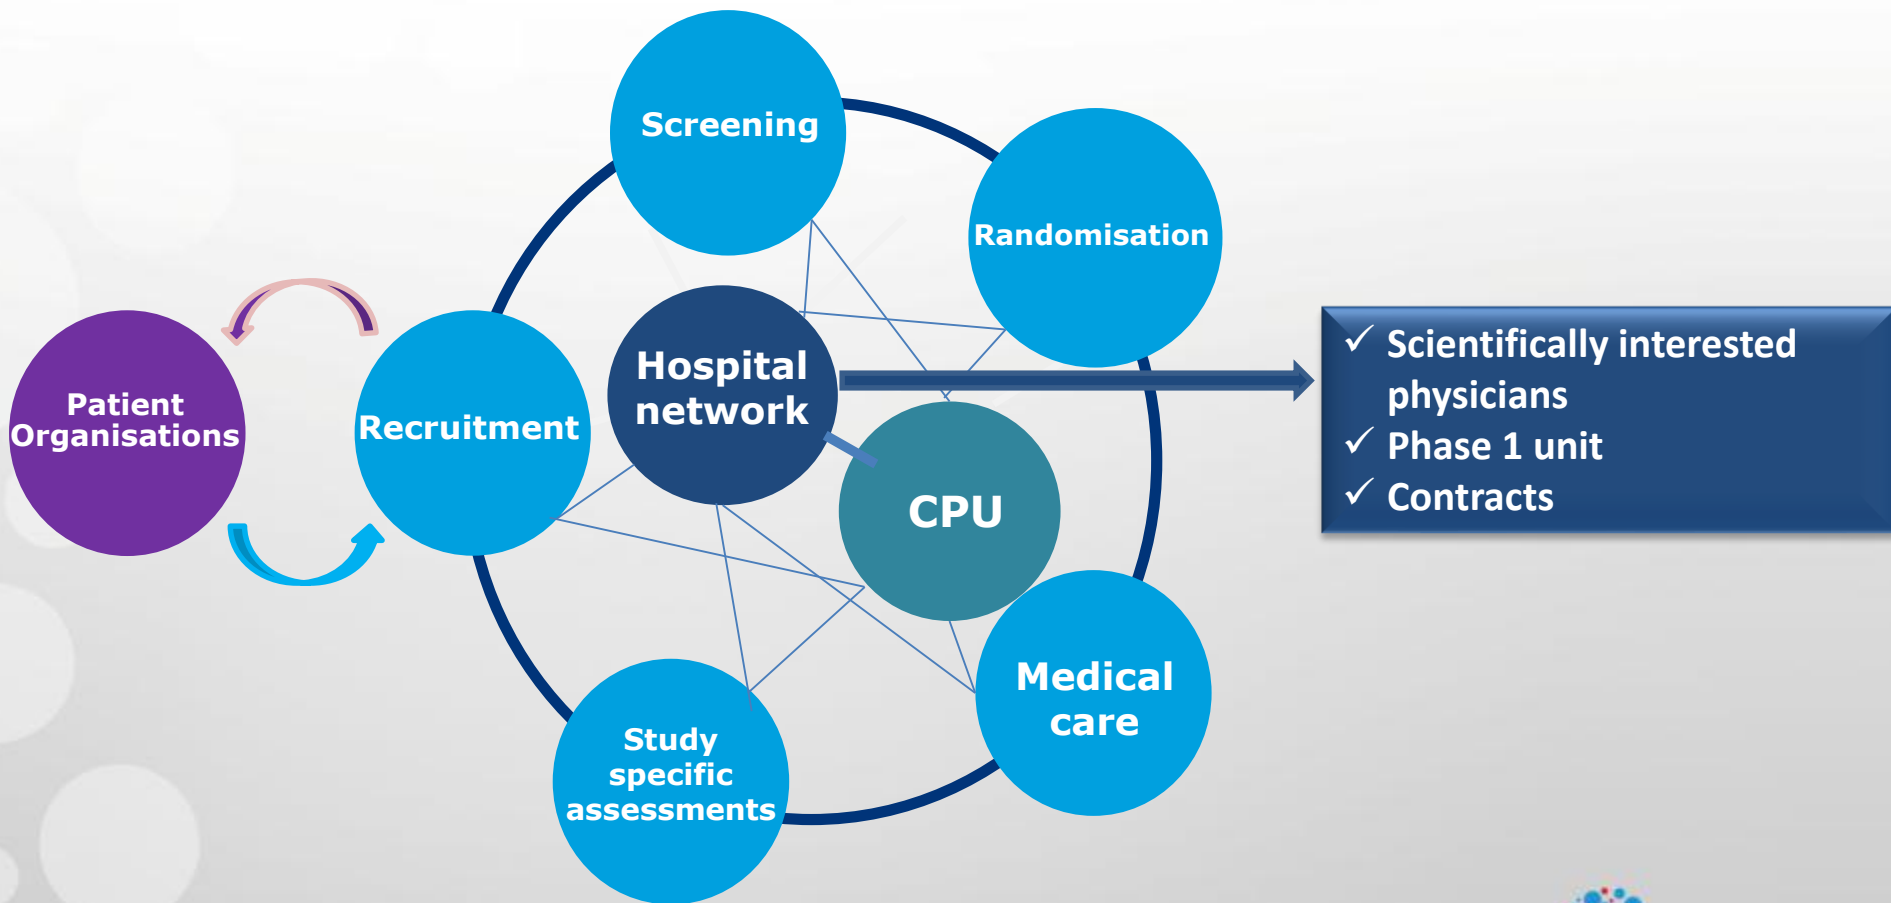 Screening
Randomisation
Patient
Organisations
Recruitment
Hospital
network
CPU
✓ Scientifically interested
physicians
✓ Phase 1 unit
✓ Contracts
Medical
care
Study
specific
assessments